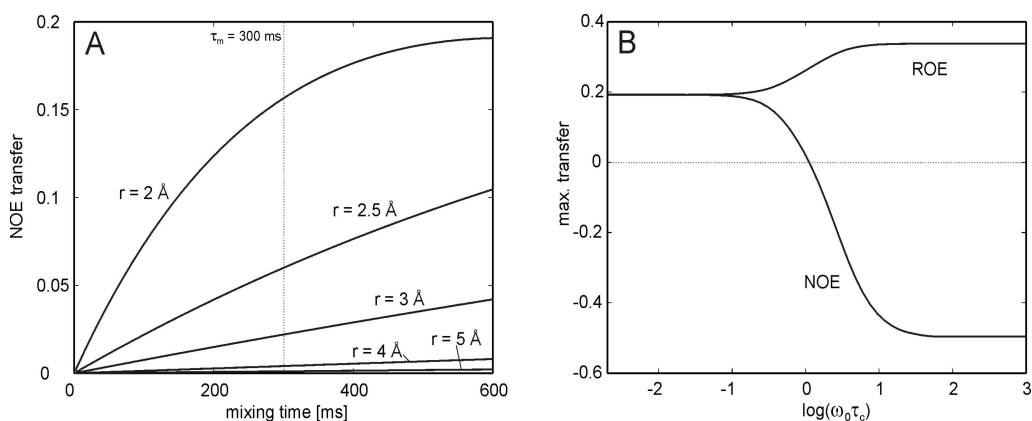 A
τm = 300 ms
r = 2 Å
r = 2.5 Å
r = 3 Å
r = 5 Å
r = 4 Å
NOE transfer
0.2
0.15
0.1
0.05
0
0
200
400
600
mixing time [ms]
B
ROE
NOE
max. transfer
0.4
0.2
0
-0.2
-0.4
-0.6
-2
-1
0
1
2
3
log(ω0τc)